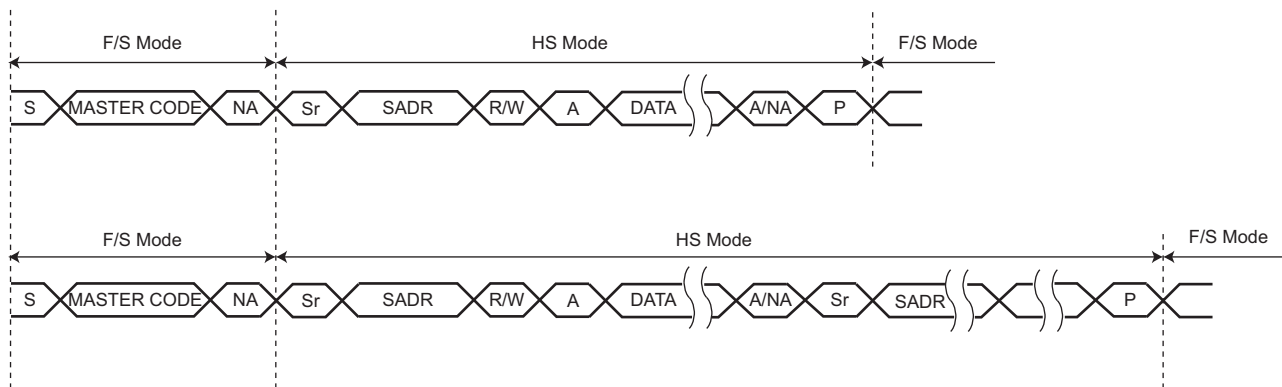 F/S Mode HS Mode F/S Mode
S MASTER CODE NA Sr SADR R/W A DATA A/NA P
F/S Mode HS Mode F/S Mode
S MASTER CODE NA Sr SADR R/W A DATA A/NA Sr SADR P